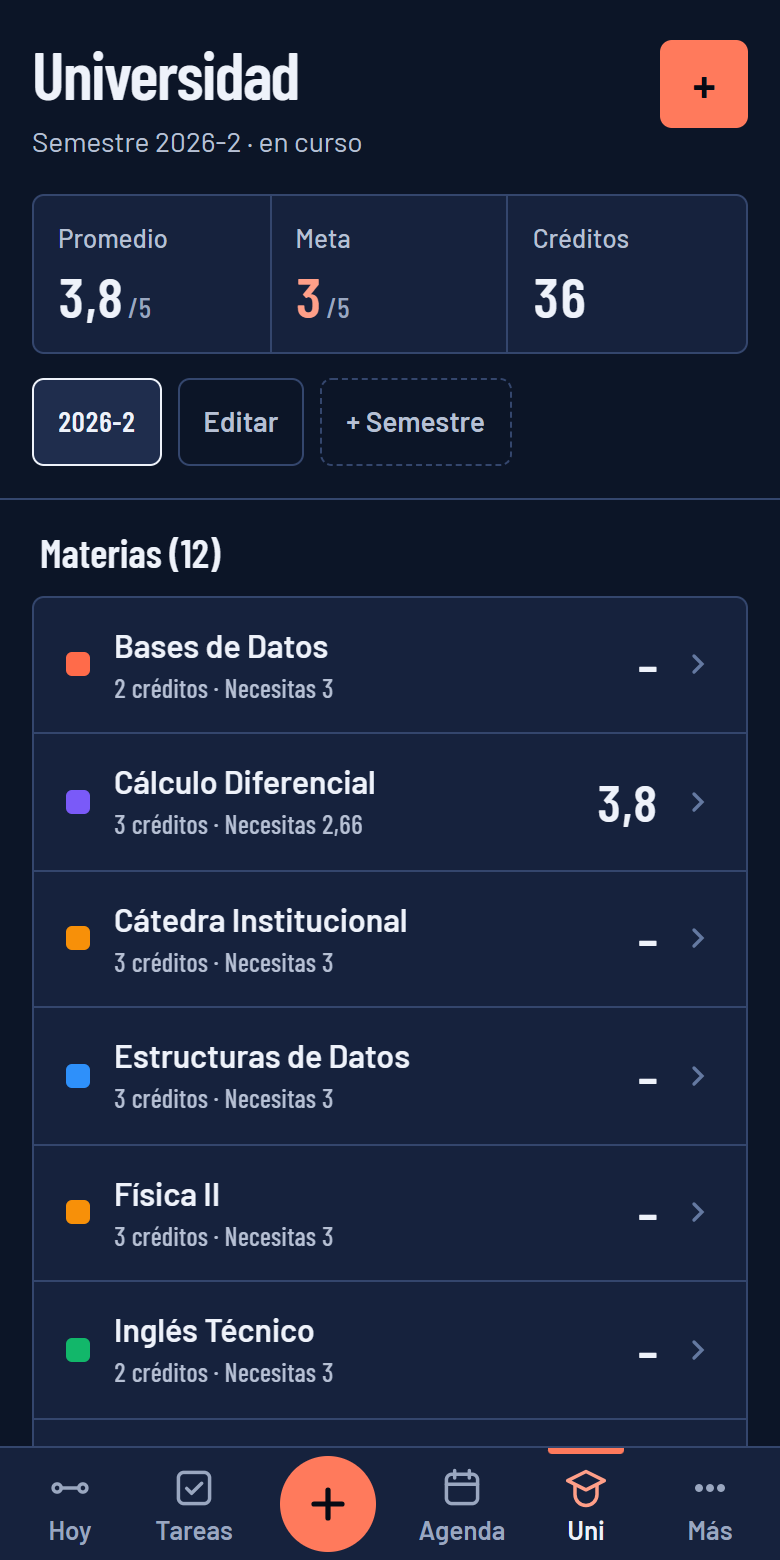 Universidad
+
Semestre 2026-2 · en curso
Promedio
3,8 /5
Meta
3 /5
Créditos
36
2026-2
Editar
+ Semestre
Materias (12)
Bases de Datos
2 créditos · Necesitas 3
–
Cálculo Diferencial
3 créditos · Necesitas 2,66
3,8
Cátedra Institucional
3 créditos · Necesitas 3
–
Estructuras de Datos
3 créditos · Necesitas 3
–
Física II
3 créditos · Necesitas 3
–
Inglés Técnico
2 créditos · Necesitas 3
–
Hoy
Tareas
+
Agenda
Uni
Más